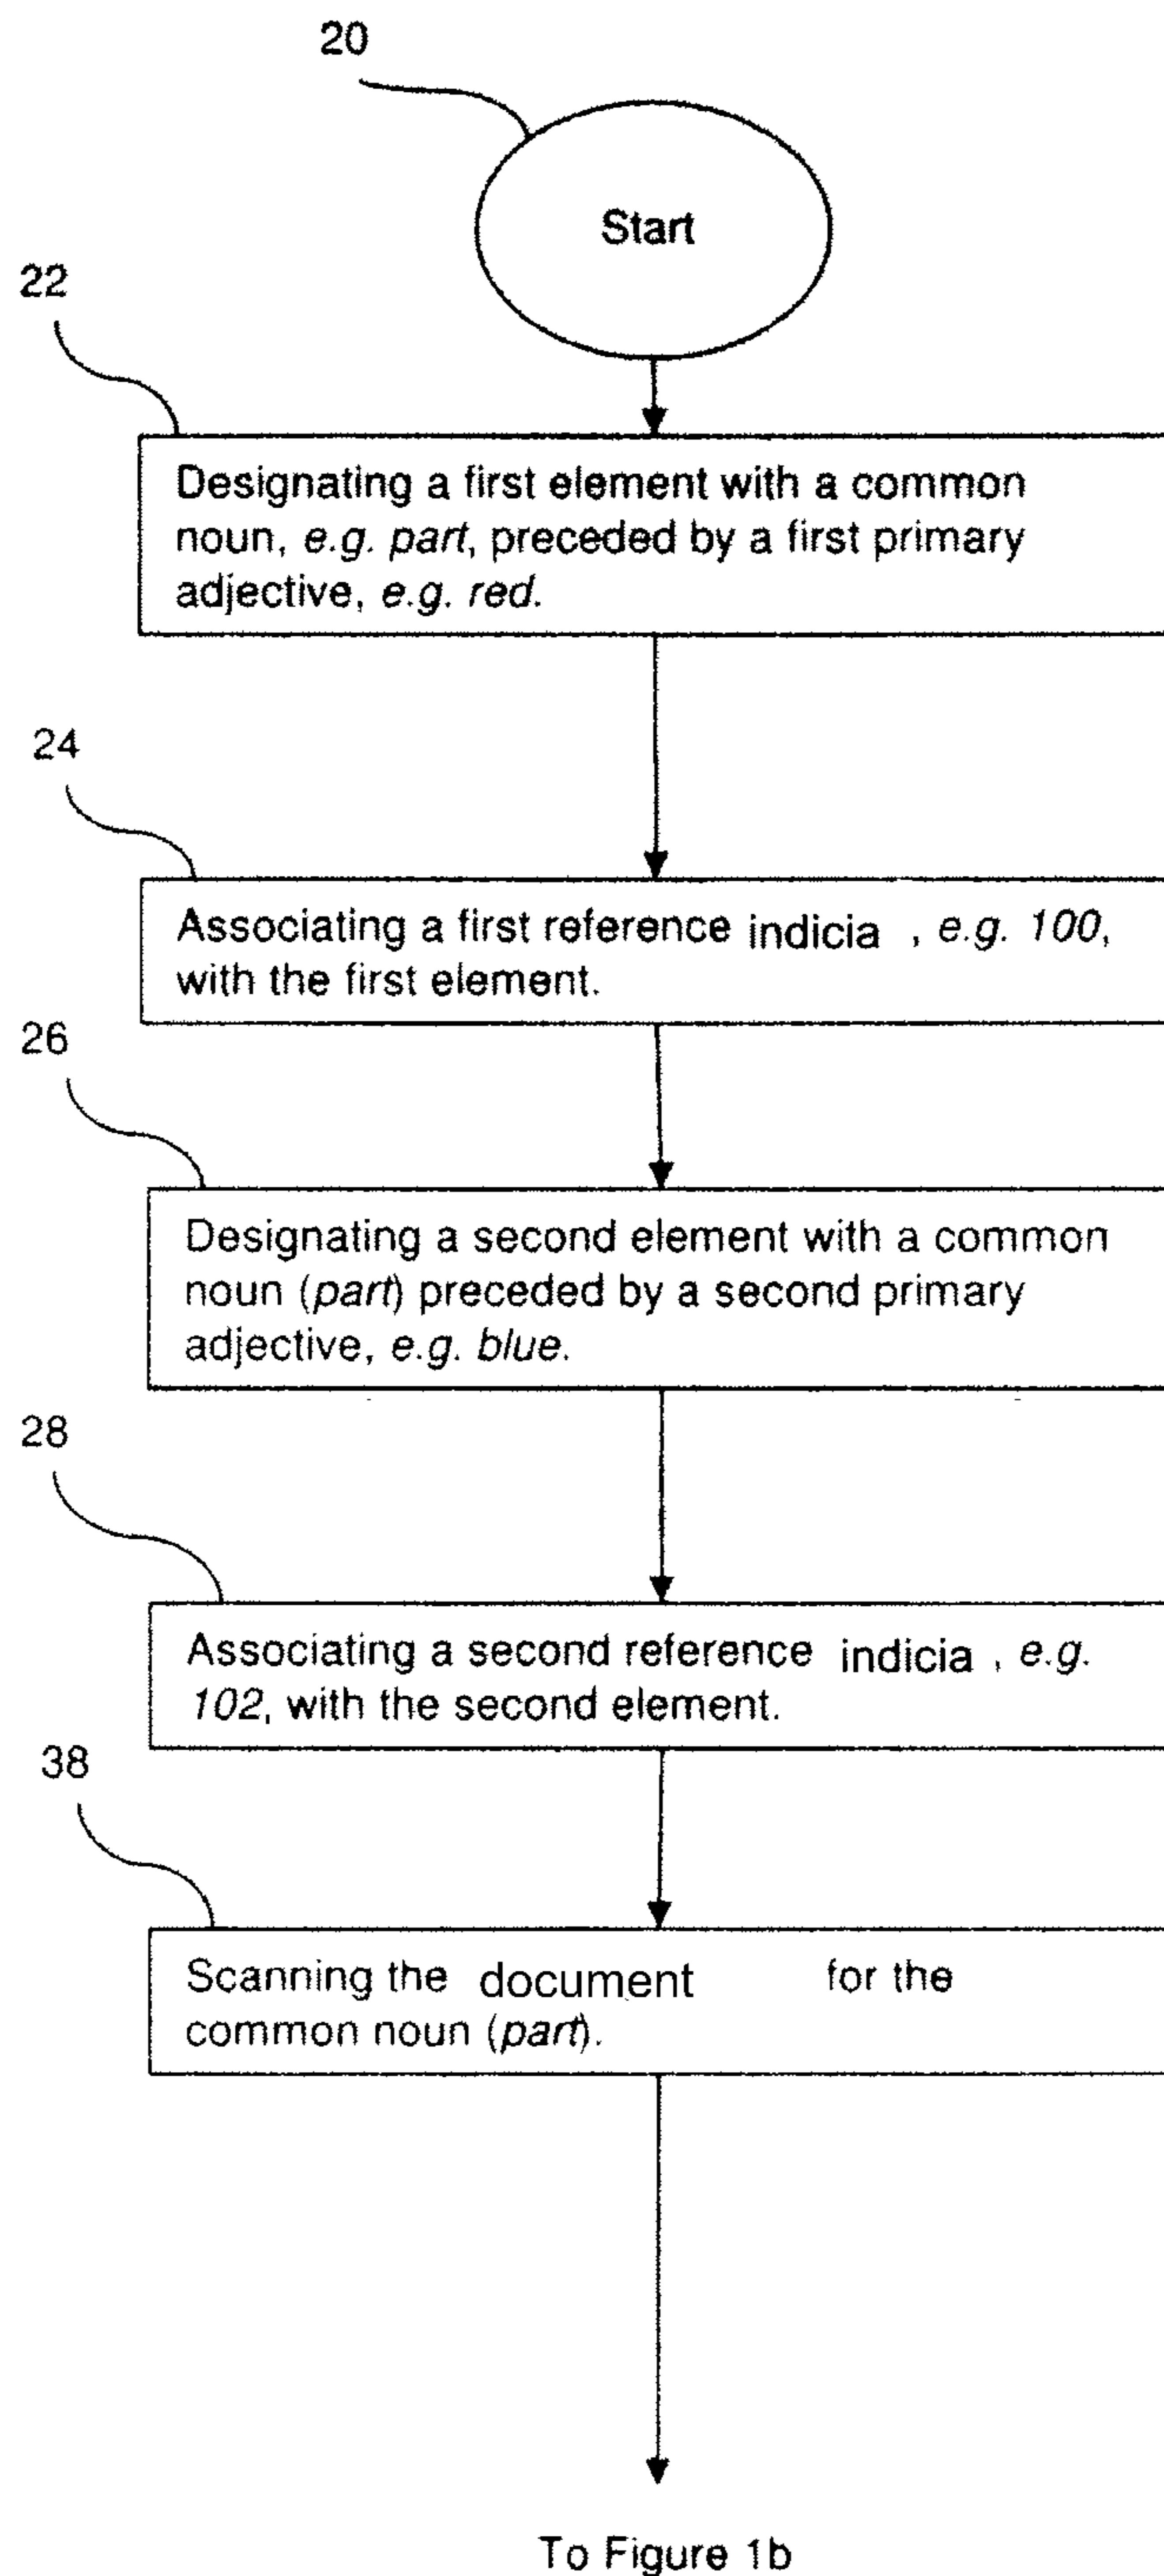 20
Start
22
Designating a first element with a common
noun, e.g. part, preceded by a first primary
adjective, e.g. red.
24
Associating a first reference indicia , e.g. 100,
with the first element.
26
Designating a second element with a common
noun (part) preceded by a second primary
adjective, e.g. blue.
28
Associating a second reference indicia , e.g.
102, with the second element.
38
Scanning the document for the
common noun (part).
To Figure 1b